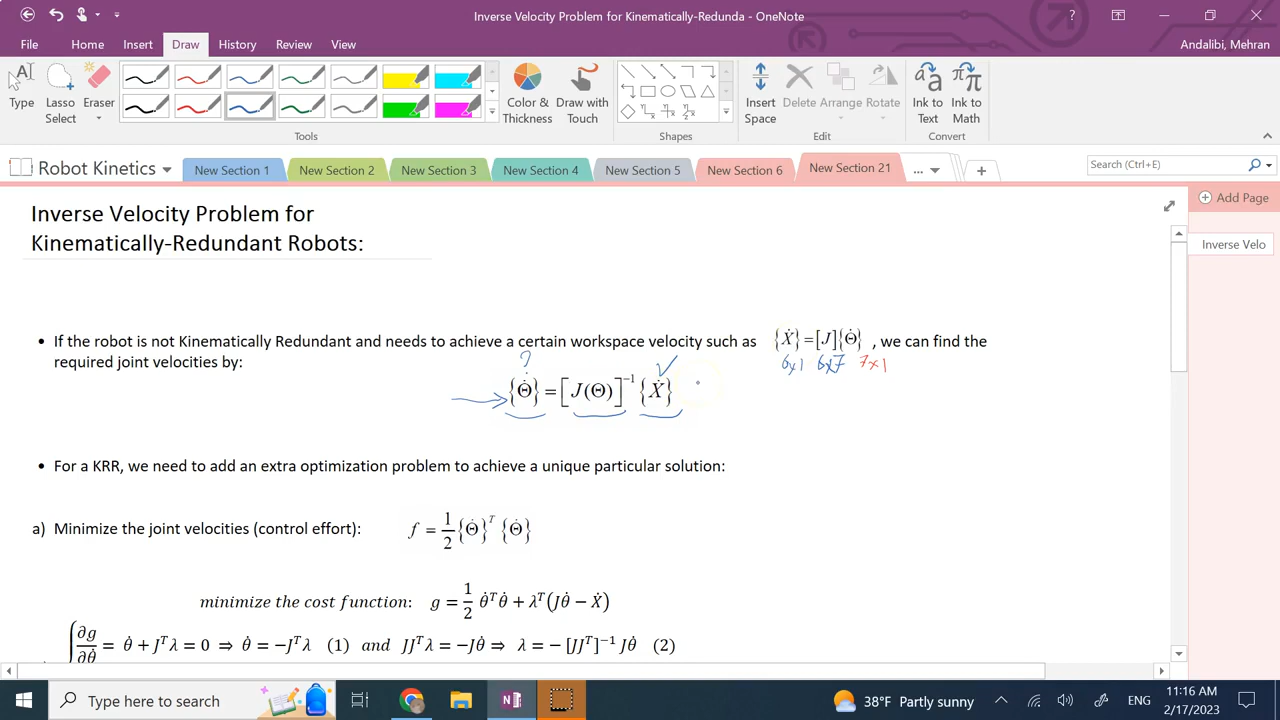 Inverse Velocity Problem for Kinematically-Redunda - OneNote
?
File Home Insert Draw History Review View
Andalibi, Mehran
Type
Lasso Select
Eraser
Color & Thickness
Draw with Touch
Insert Space
Delete Arrange Rotate
Ink to Text
Ink to Math
Tools Shapes Edit Convert
Robot Kinetics
New Section 1 New Section 2 New Section 3 New Section 4 New Section 5 New Section 6 New Section 21 ...
Search (Ctrl+E)
Add Page
Inverse Velo
Inverse Velocity Problem for
Kinematically-Redundant Robots:
• If the robot is not Kinematically Redundant and needs to achieve a certain workspace velocity such as {Ẋ} = [J]{Θ̇} , we can find the
6x1 6x7 7x1
required joint velocities by:
? ✓
{Θ̇} = [J(Θ)]⁻¹ {Ẋ}
• For a KRR, we need to add an extra optimization problem to achieve a unique particular solution:
a) Minimize the joint velocities (control effort): f = 1/2 {Θ̇}ᵀ {Θ̇}
minimize the cost function: g = 1/2 θ̇ᵀθ̇ + λᵀ(Jθ̇ − Ẋ)
∂g/∂θ̇ = θ̇ + Jᵀλ = 0 ⇒ θ̇ = −Jᵀλ (1) and JJᵀλ = −Jθ̇ ⇒ λ = − [JJᵀ]⁻¹ Jθ̇ (2)
Type here to search
38°F Partly sunny
ENG
11:16 AM
2/17/2023